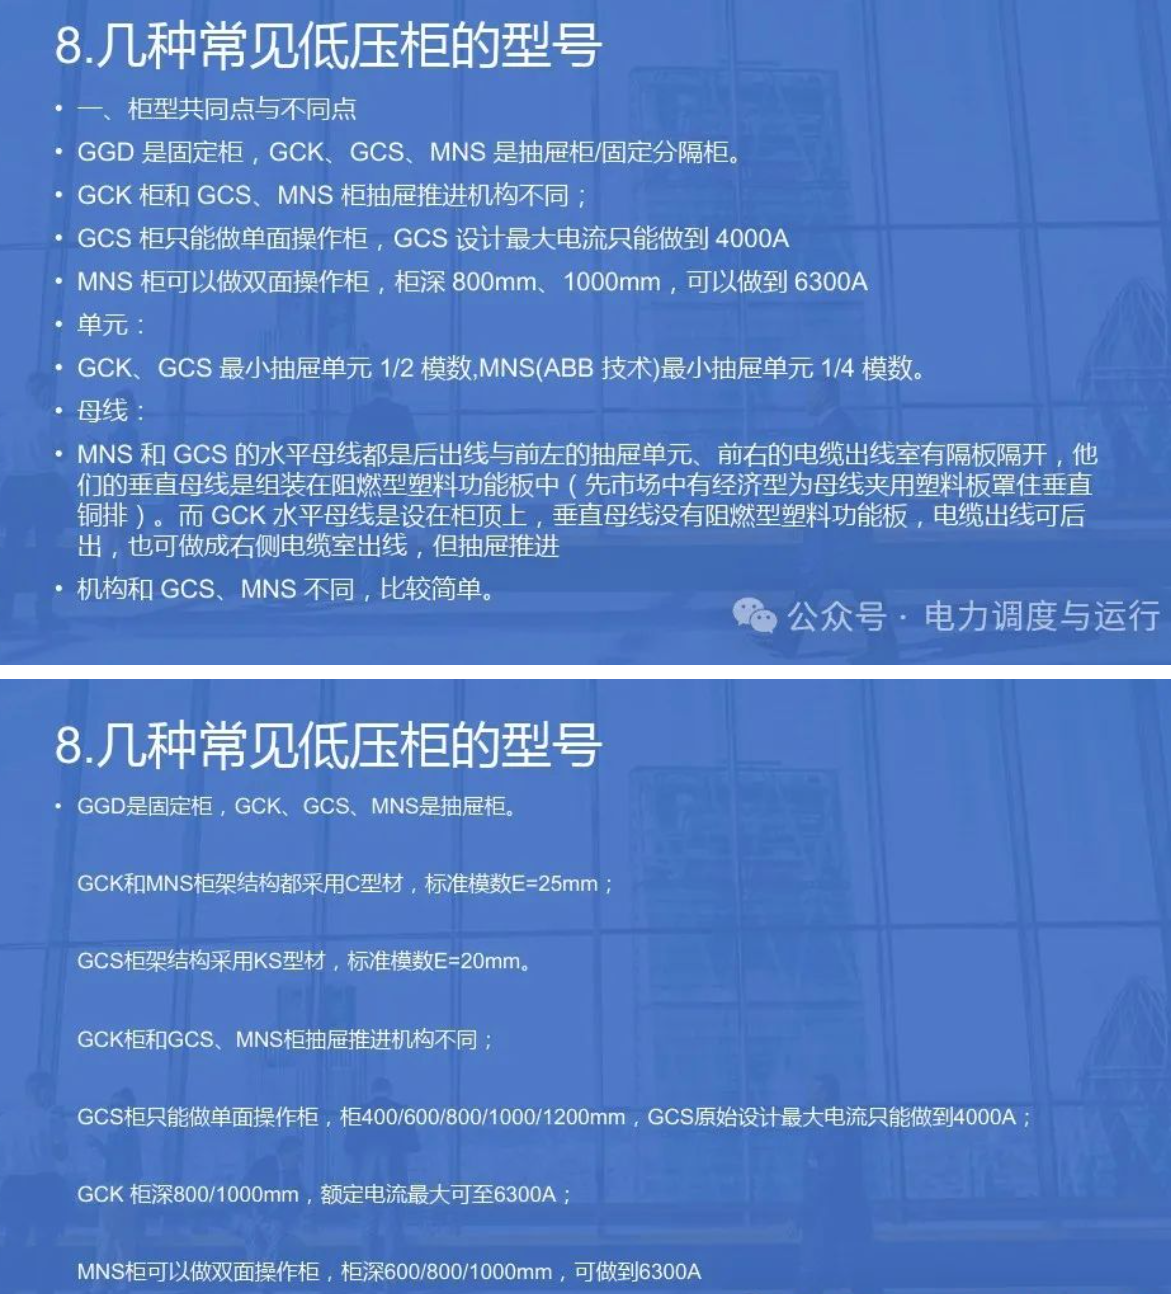 8.几种常见低压柜的型号
• 一、柜型共同点与不同点
• GGD 是固定柜，GCK、GCS、MNS 是抽屉柜/固定分隔柜。
• GCK 柜和 GCS、MNS 柜抽屉推进机构不同；
• GCS 柜只能做单面操作柜，GCS 设计最大电流只能做到 4000A
• MNS 柜可以做双面操作柜，柜深 800mm、1000mm，可以做到 6300A
• 单元：
• GCK、GCS 最小抽屉单元 1/2 模数,MNS(ABB 技术)最小抽屉单元 1/4 模数。
• 母线：
• MNS 和 GCS 的水平母线都是后出线与前左的抽屉单元、前右的电缆出线室有隔板隔开，他
们的垂直母线是组装在阻燃型塑料功能板中（先市场中有经济型为母线夹用塑料板罩住垂直
铜排）。而 GCK 水平母线是设在柜顶上，垂直母线没有阻燃型塑料功能板，电缆出线可后
出，也可做成右侧电缆室出线，但抽屉推进
• 机构和 GCS、MNS 不同，比较简单。
公众号 · 电力调度与运行
8.几种常见低压柜的型号
• GGD是固定柜，GCK、GCS、MNS是抽屉柜。
GCK和MNS柜架结构都采用C型材，标准模数E=25mm；
GCS柜架结构采用KS型材，标准模数E=20mm。
GCK柜和GCS、MNS柜抽屉推进机构不同；
GCS柜只能做单面操作柜，柜400/600/800/1000/1200mm，GCS原始设计最大电流只能做到4000A；
GCK 柜深800/1000mm，额定电流最大可至6300A；
MNS柜可以做双面操作柜，柜深600/800/1000mm，可做到6300A